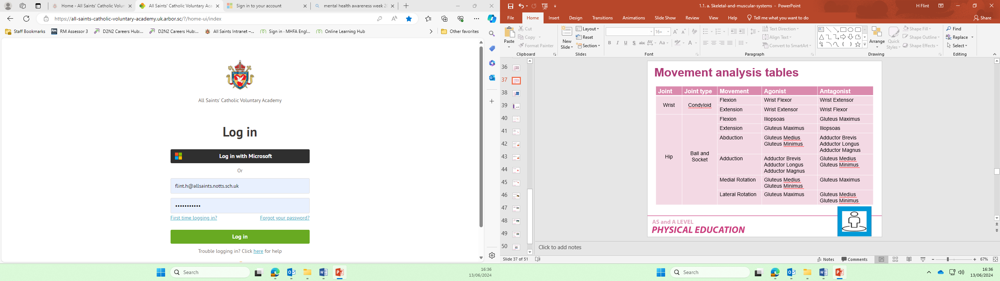 Home - All Saints' Catholic Volun
All Saints' Catholic Voluntary Aca
Sign in to your account
mental health awareness week 20
https://all-saints-catholic-voluntary-academy.uk.arbor.sc/?/home-ui/index
Staff Bookmarks
RM Assessor 3
D2N2 Careers Hub:...
D2N2 Careers Hub:...
All Saints Intranet –...
Sign in · MHFA Engl...
Online Learning Hub
Other favorites
All Saints' Catholic Voluntary Academy
Log in
Log in with Microsoft
Or
flint.h@allsaints.notts.sch.uk
First time logging in? Forgot your password?
Log in
Trouble logging in? Click here for help
Search
16:36
13/06/2024
1.1. a. Skeletal-and-muscular-systems - PowerPoint
H Flint
File Home Insert Design Transitions Animations Slide Show Review View Help Tell me what you want to do Share
Paste
Cut
Copy
Format Painter
Clipboard
New Slide
Layout
Reset
Section
Slides
16+
B I U S abc AV Aa A
Font
Text Direction
Align Text
Convert to SmartArt
Paragraph
Arrange
Quick Styles
Shape Fill
Shape Outline
Shape Effects
Drawing
Find
Replace
Select
Editing
36
37
38
39
40
41
42
43
44
45
46
47
48
49
50
Movement analysis tables
Joint Joint type Movement Agonist Antagonist
Wrist Condyloid Flexion Wrist Flexor Wrist Extensor
Extension Wrist Extensor Wrist Flexor
Hip Ball and Socket Flexion Iliopsoas Gluteus Maximus
Extension Gluteus Maximus Iliopsoas
Abduction Gluteus Medius Adductor Brevis
Gluteus Minimus Adductor Longus
Adductor Magnus
Adduction Adductor Brevis Gluteus Medius
Adductor Longus Gluteus Minimus
Adductor Magnus
Medial Rotation Gluteus Medius Gluteus Maximus
Gluteus Minimus
Lateral Rotation Gluteus Maximus Gluteus Medius
Gluteus Minimus
AS and A LEVEL
PHYSICAL EDUCATION
Click to add notes
Slide 37 of 51
Notes
Comments
67%
Search
16:36
13/06/2024